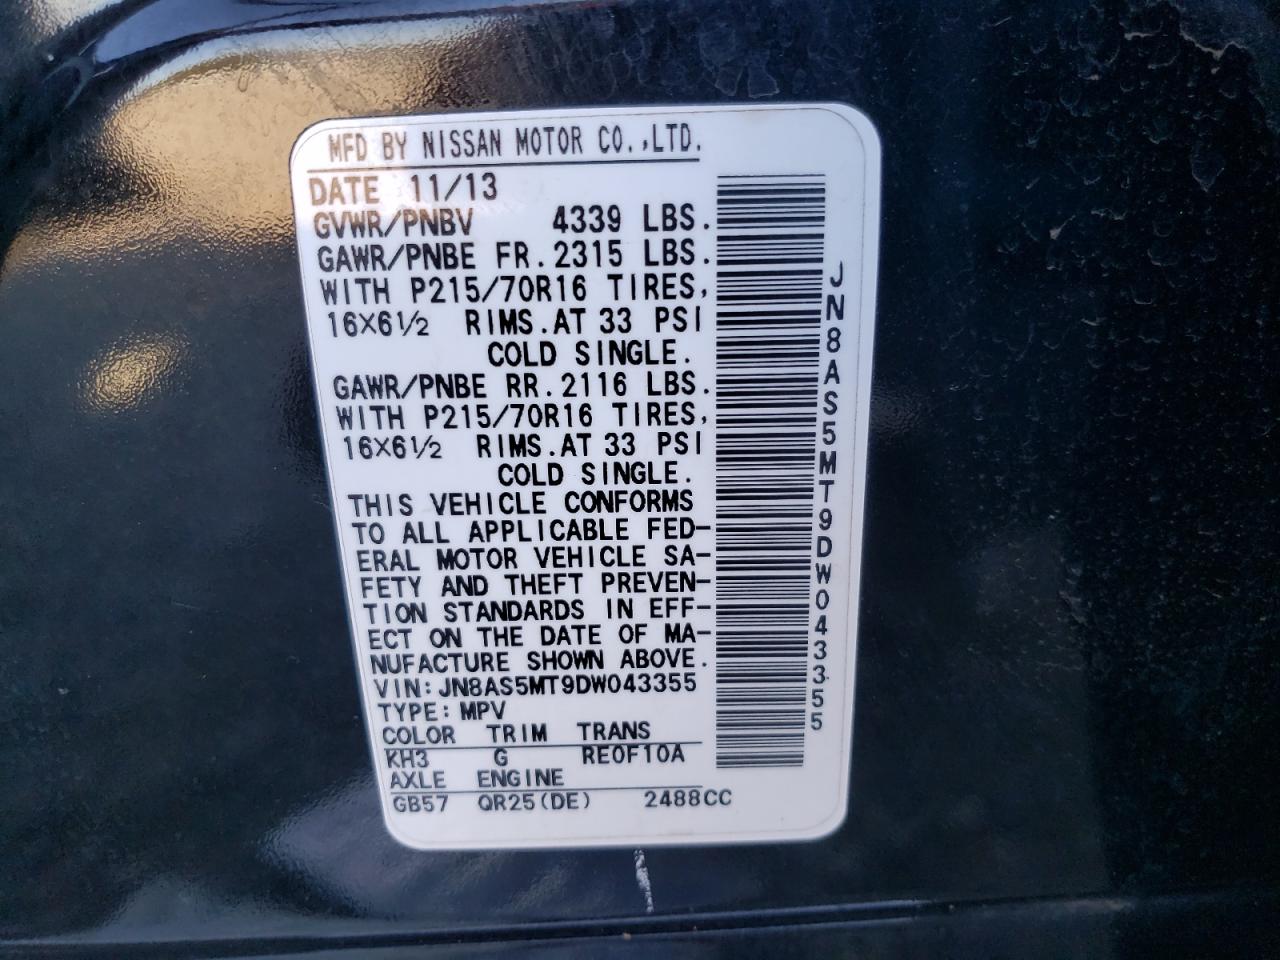 MFD BY NISSAN MOTOR CO.,LTD.
DATE 11/13
GVWR/PNBV 4339 LBS.
GAWR/PNBE FR.2315 LBS.
WITH P215/70R16 TIRES,
16X6½ RIMS.AT 33 PSI
COLD SINGLE.
GAWR/PNBE RR.2116 LBS.
WITH P215/70R16 TIRES,
16X6½ RIMS.AT 33 PSI
COLD SINGLE.
THIS VEHICLE CONFORMS
TO ALL APPLICABLE FED-
ERAL MOTOR VEHICLE SA-
FETY AND THEFT PREVEN-
TION STANDARDS IN EFF-
ECT ON THE DATE OF MA-
NUFACTURE SHOWN ABOVE.
VIN:JN8AS5MT9DW043355
TYPE:MPV
COLOR TRIM TRANS
KH3 G RE0F10A
AXLE ENGINE
GB57 QR25(DE) 2488CC
JN8AS5MT9DW043355